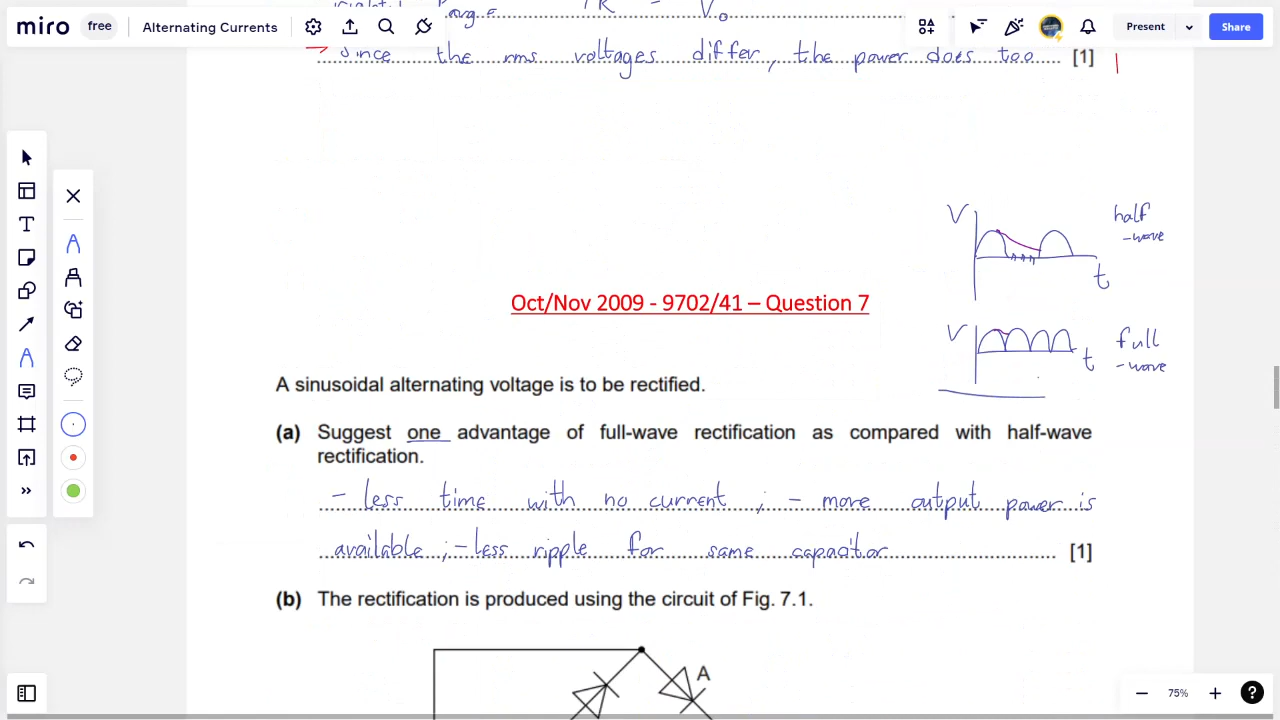 miro free Alternating Currents Present Share
Since the rms voltages differ, the power does too [1]
V half
-wave
t
Oct/Nov 2009 - 9702/41 – Question 7
V full
t -wave
A sinusoidal alternating voltage is to be rectified.
(a) Suggest one advantage of full-wave rectification as compared with half-wave
rectification.
- less time with no current ; - more output power is
available ; - less ripple for same capacitor [1]
(b) The rectification is produced using the circuit of Fig. 7.1.
A
75%